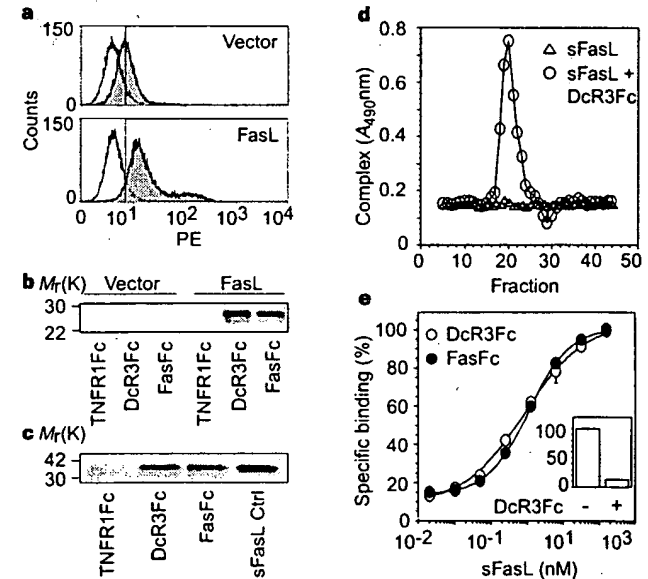 a
150
Vector
0
150
FasL
0
Counts
0 10¹ 10² 10³ 10⁴
PE
b Mr(K) Vector FasL
30
22
TNFR1Fc DcR3Fc FasFc TNFR1Fc DcR3Fc FasFc
c Mr(K)
42
30
TNFR1Fc DcR3Fc FasFc sFasL Ctrl
d
0.8
0.6
0.4
0.2
0
Complex (A490nm)
△ sFasL
○ sFasL +
DcR3Fc
0 10 20 30 40 50
Fraction
e
100
80
60
40
20
0
Specific binding (%)
○ DcR3Fc
● FasFc
100
50
0
DcR3Fc - +
10-2 10-1 10¹ 10³
sFasL (nM)